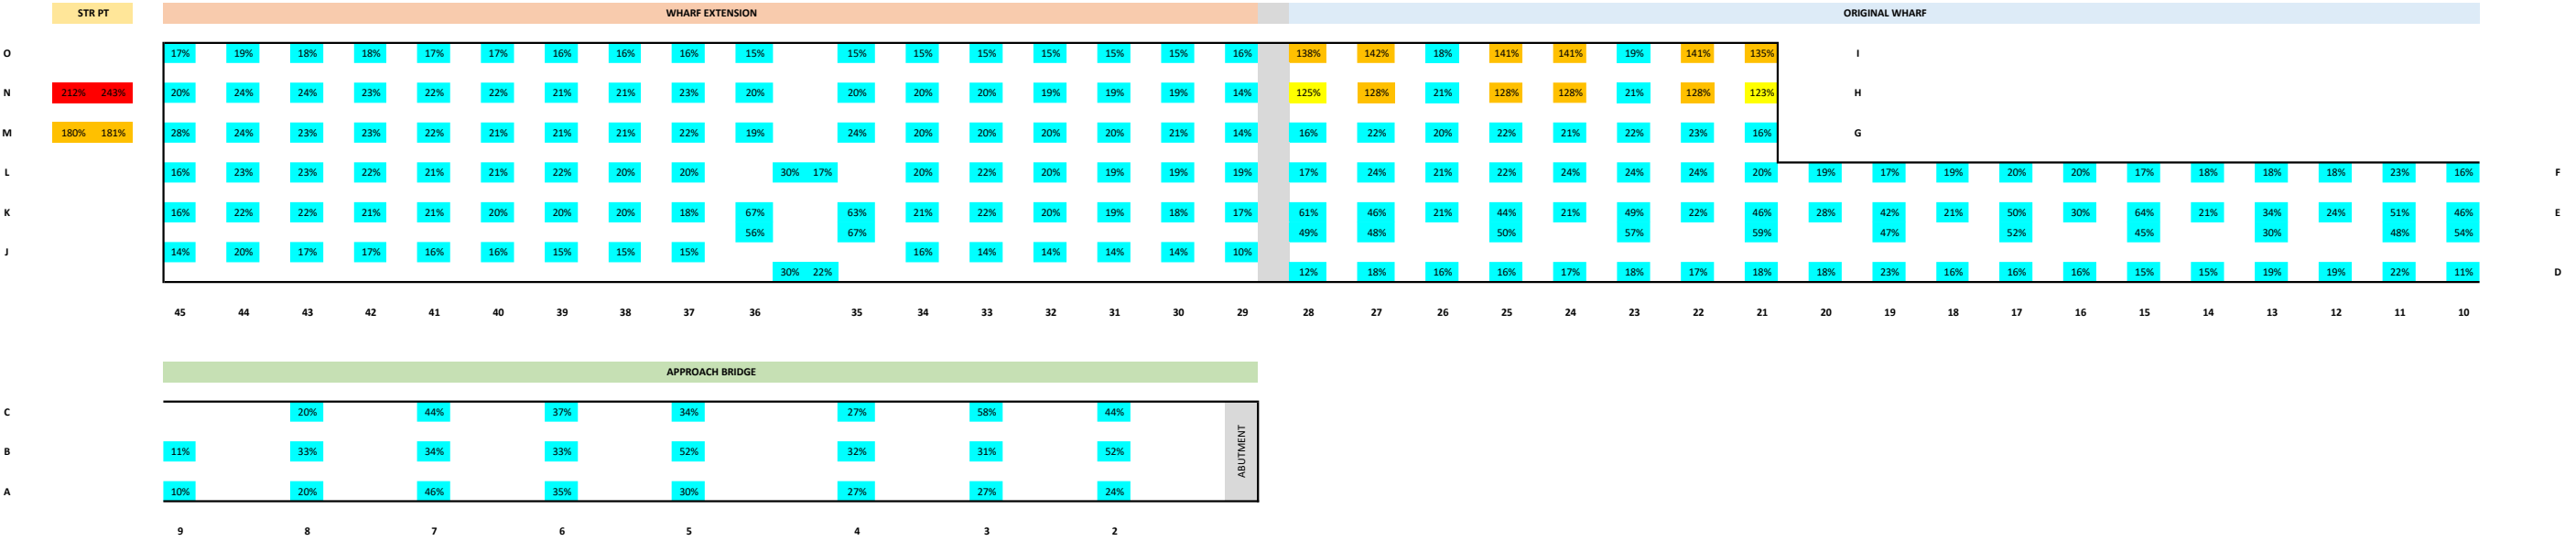 STR PT WHARF EXTENSION ORIGINAL WHARF
O 17% 19% 18% 18% 17% 17% 16% 16% 16% 15% 15% 15% 15% 15% 15% 15% 16% 138% 142% 18% 141% 141% 19% 141% 135% I
N 212% 243% 20% 24% 24% 23% 22% 22% 21% 21% 23% 20% 20% 20% 20% 19% 19% 19% 14% 125% 128% 21% 128% 128% 21% 128% 123% H
M 180% 181% 28% 24% 23% 23% 22% 21% 21% 21% 22% 19% 24% 20% 20% 20% 20% 21% 14% 16% 22% 20% 22% 21% 22% 23% 16% G
L 16% 23% 23% 22% 21% 21% 22% 20% 20% 30% 17% 20% 22% 20% 19% 19% 19% 17% 24% 21% 22% 24% 24% 24% 20% 19% 17% 19% 20% 20% 17% 18% 18% 18% 23% 16% F
K 16% 22% 22% 21% 21% 20% 20% 20% 18% 67% 63% 21% 22% 20% 19% 18% 17% 61% 46% 21% 44% 21% 49% 22% 46% 28% 42% 21% 50% 30% 64% 21% 34% 24% 51% 46% E
56% 67% 49% 48% 50% 57% 59% 47% 52% 45% 30% 48% 54%
J 14% 20% 17% 17% 16% 16% 15% 15% 15% 16% 14% 14% 14% 14% 10%
30% 22% 12% 18% 16% 16% 17% 18% 17% 18% 18% 23% 16% 16% 16% 15% 15% 19% 19% 22% 11% D
45 44 43 42 41 40 39 38 37 36 35 34 33 32 31 30 29 28 27 26 25 24 23 22 21 20 19 18 17 16 15 14 13 12 11 10
APPROACH BRIDGE
C 20% 44% 37% 34% 27% 58% 44%
B 11% 33% 34% 33% 52% 32% 31% 52%
ABUTMENT
A 10% 20% 46% 35% 30% 27% 27% 24%
9 8 7 6 5 4 3 2